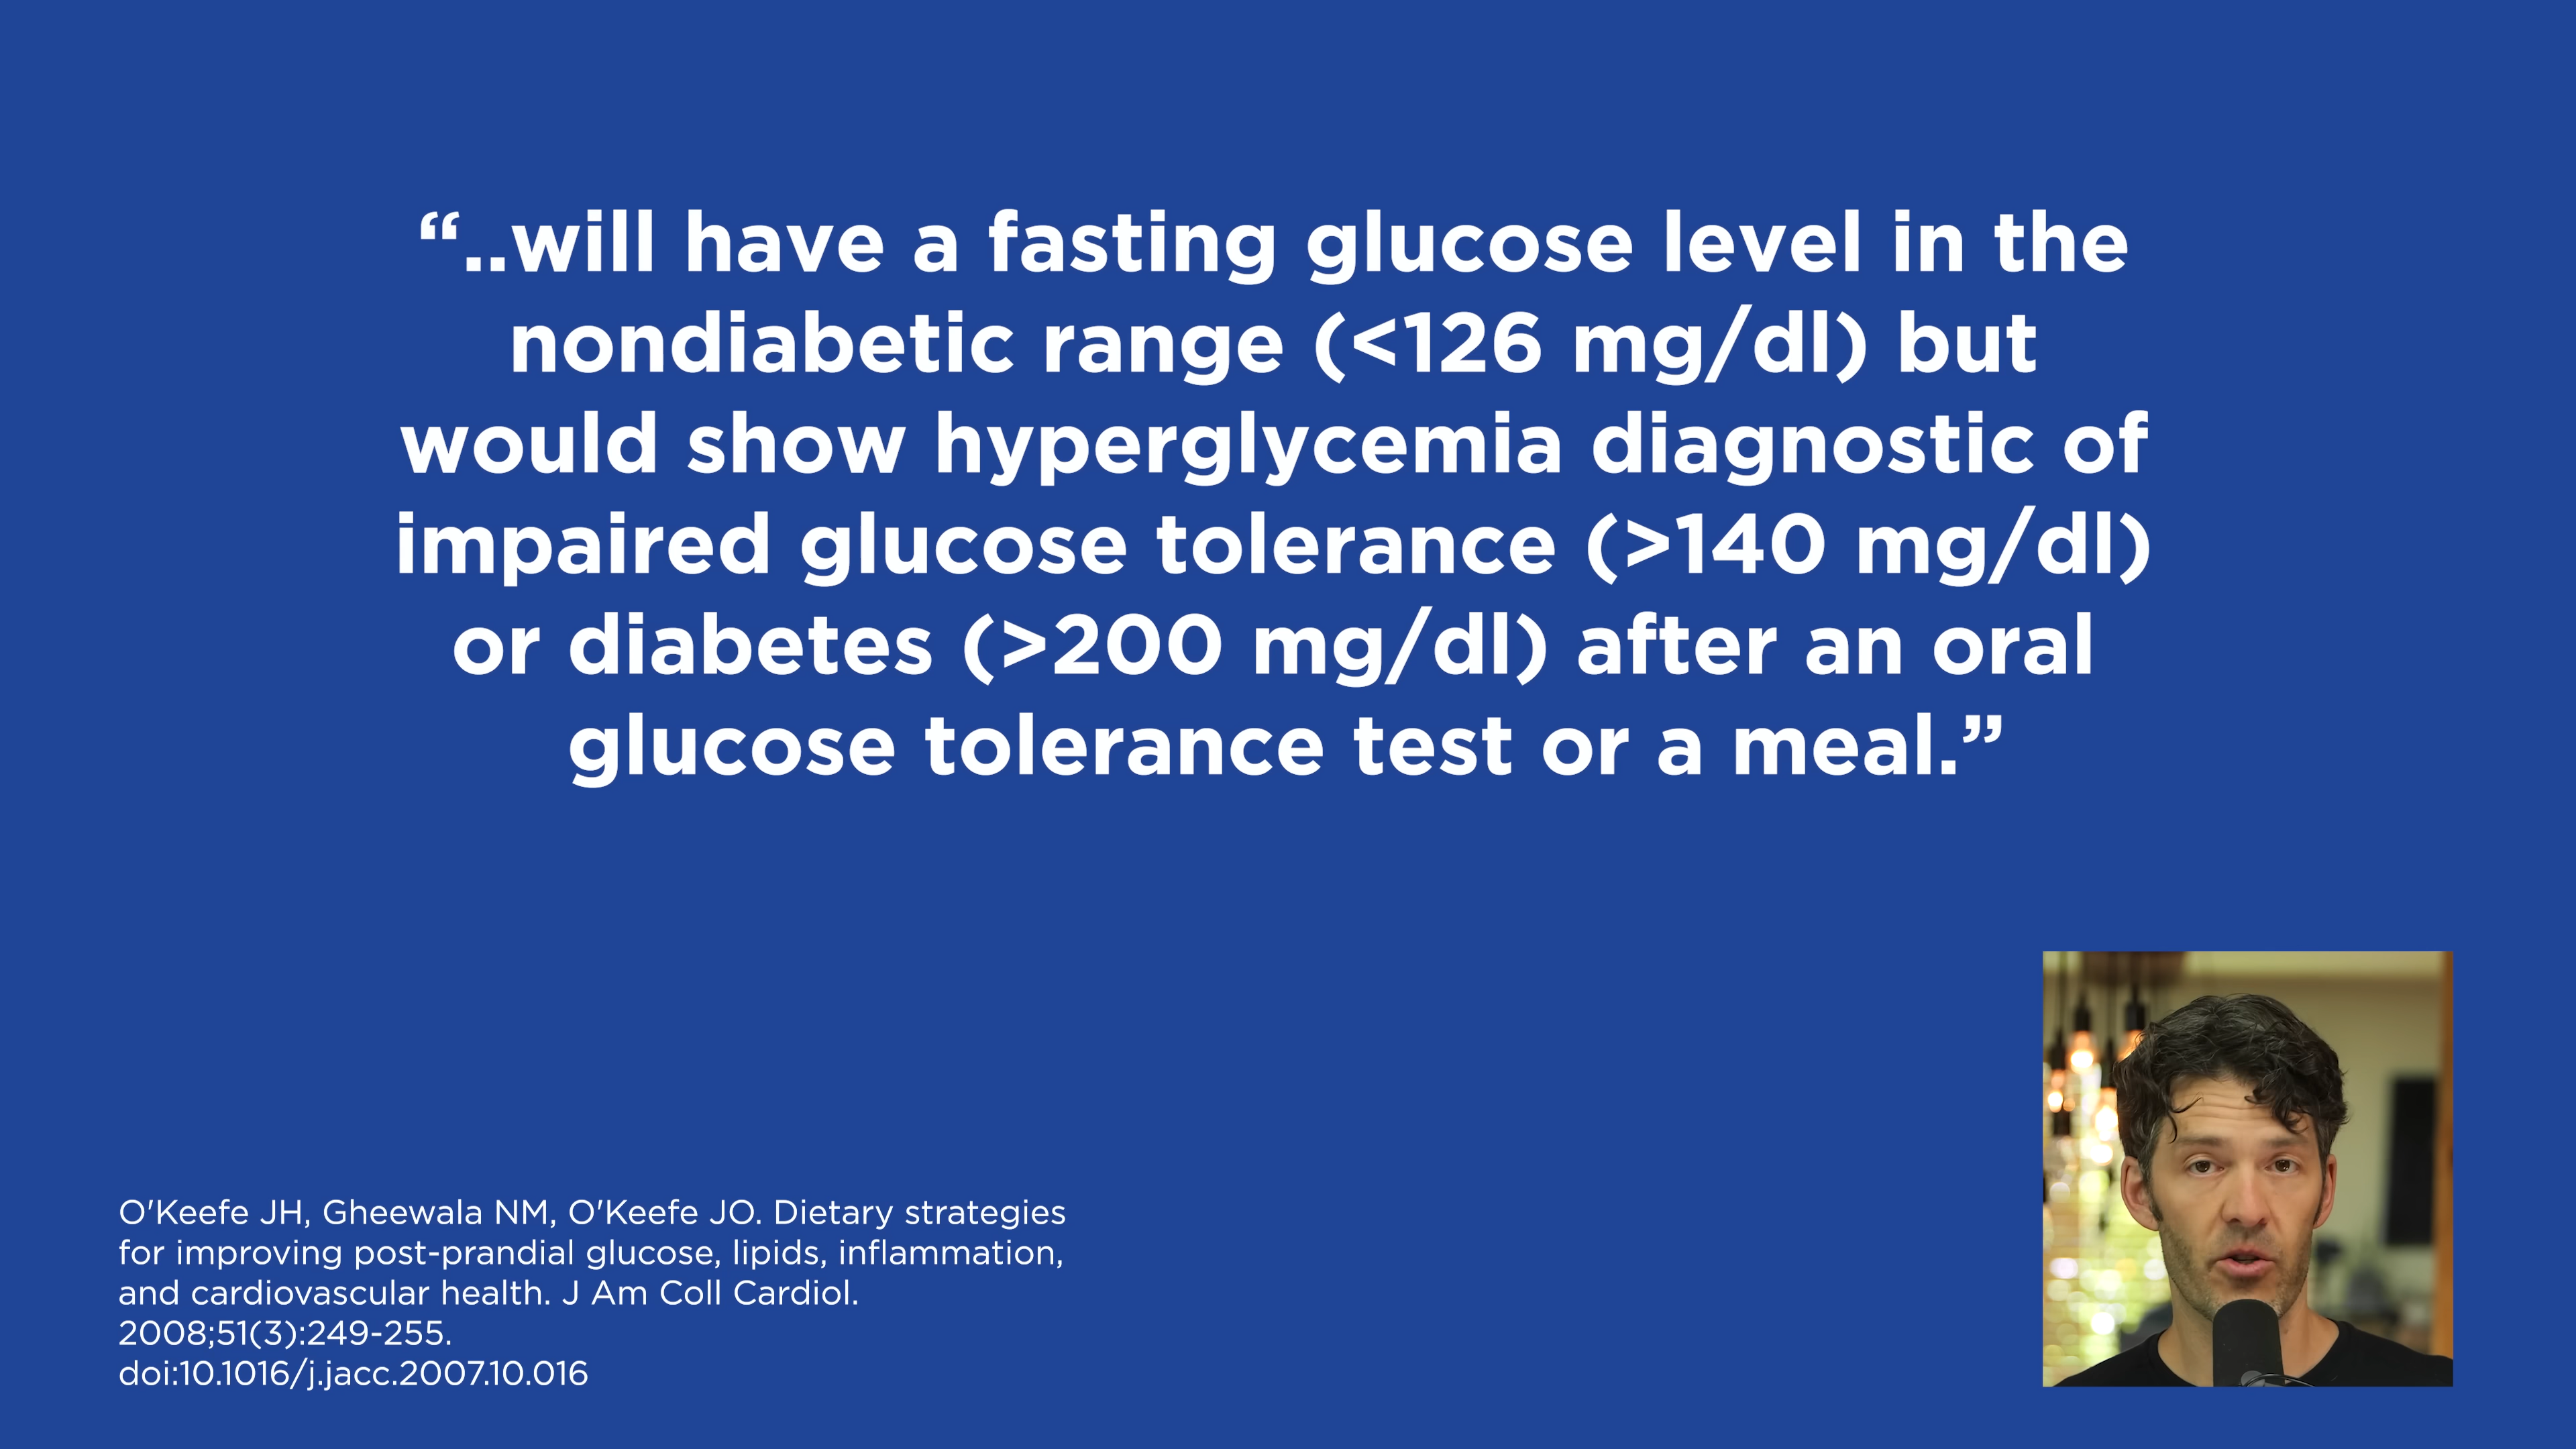 “..will have a fasting glucose level in the
nondiabetic range (<126 mg/dl) but
would show hyperglycemia diagnostic of
impaired glucose tolerance (>140 mg/dl)
or diabetes (>200 mg/dl) after an oral
glucose tolerance test or a meal.”
O'Keefe JH, Gheewala NM, O'Keefe JO. Dietary strategies
for improving post-prandial glucose, lipids, inflammation,
and cardiovascular health. J Am Coll Cardiol.
2008;51(3):249-255.
doi:10.1016/j.jacc.2007.10.016